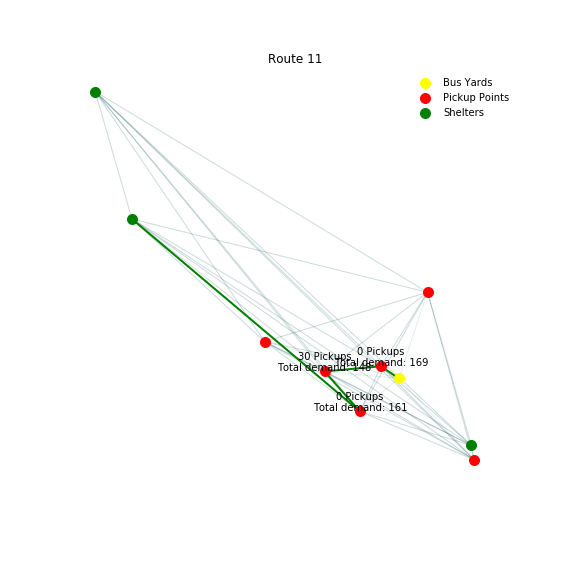 Route 11
Bus Yards
Pickup Points
Shelters
0 Pickups
Total demand: 169
30 Pickups
Total demand: 148
0 Pickups
Total demand: 161